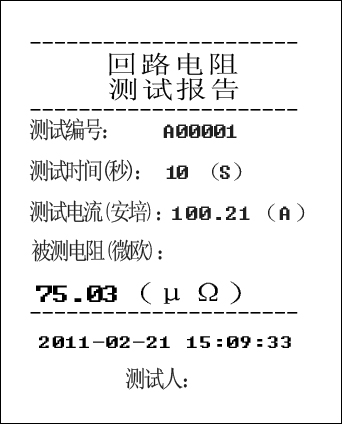 回路电阻
测试报告
测试编号： A00001
测试时间(秒)： 10 （S）
测试电流(安培)：100.21（A）
被测电阻(微欧)：
75.03（μΩ）
2011-02-21 15:09:33
测试人：